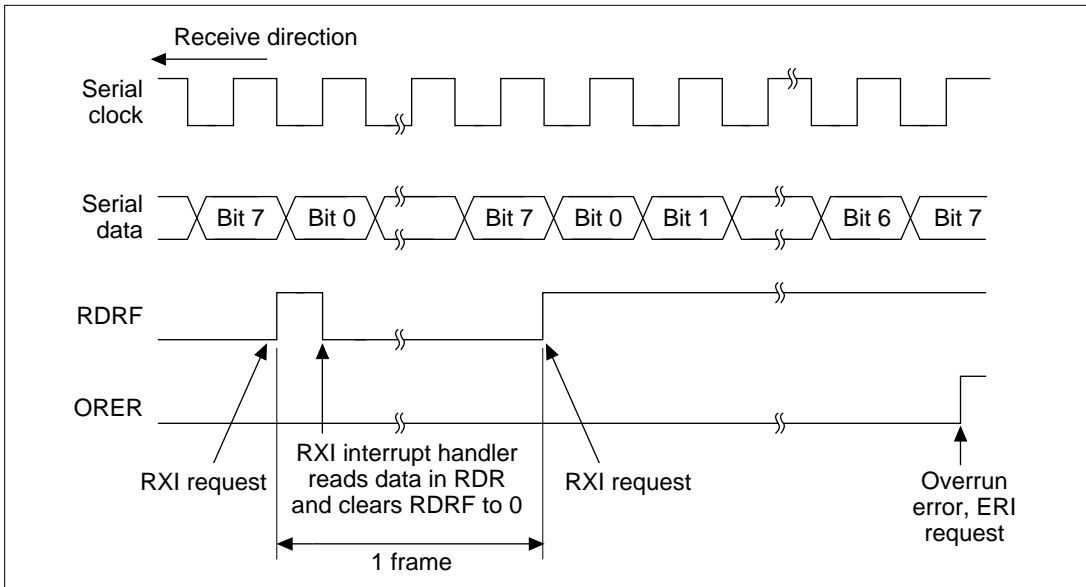 Receive direction
Serial
clock
Serial
data
Bit 7
Bit 0
Bit 7
Bit 0
Bit 1
Bit 6
Bit 7
RDRF
ORER
RXI request
RXI interrupt handler
reads data in RDR
and clears RDRF to 0
RXI request
Overrun
error, ERI
request
1 frame